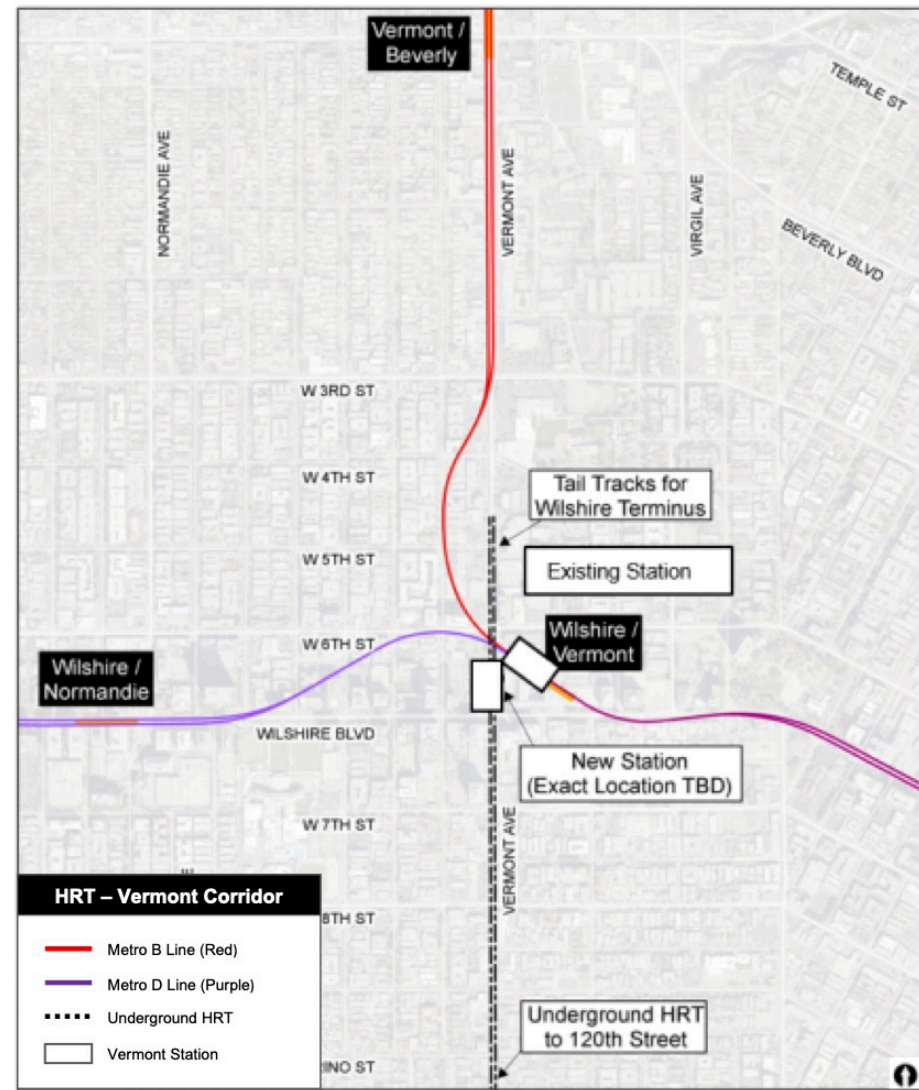 Vermont /
Beverly
TEMPLE ST
NORMANDIE AVE
VERMONT AVE
VIRGIL AVE
BEVERLY BLVD
W 3RD ST
W 4TH ST
Tail Tracks for
Wilshire Terminus
W 5TH ST
Existing Station
W 6TH ST
Wilshire /
Vermont
Wilshire /
Normandie
WILSHIRE BLVD
New Station
(Exact Location TBD)
W 7TH ST
VERMONT AVE
HRT – Vermont Corridor
8TH ST
Metro B Line (Red)
Metro D Line (Purple)
Underground HRT
Vermont Station
Underground HRT
to 120th Street
RINO ST